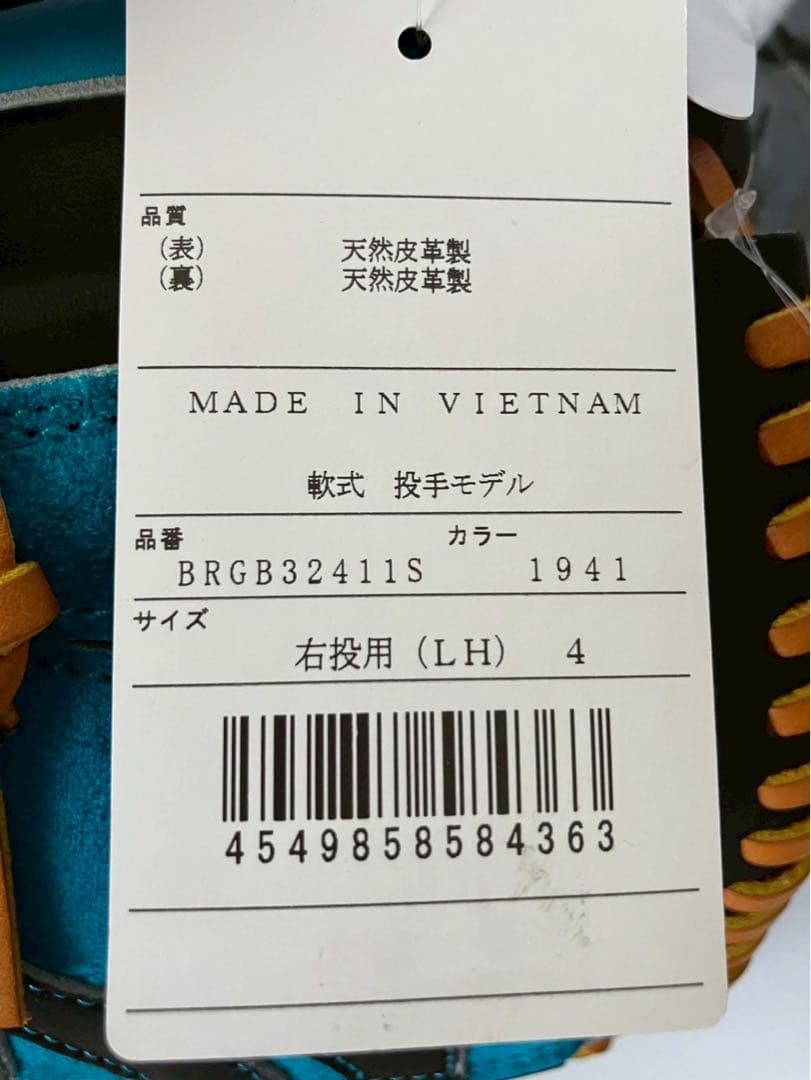 品質
（表） 天然皮革製
（裏） 天然皮革製
MADE IN VIETNAM
軟式 投手モデル
品番 カラー
BRGB32411S 1941
サイズ
右投用（LH） 4
4549858584363